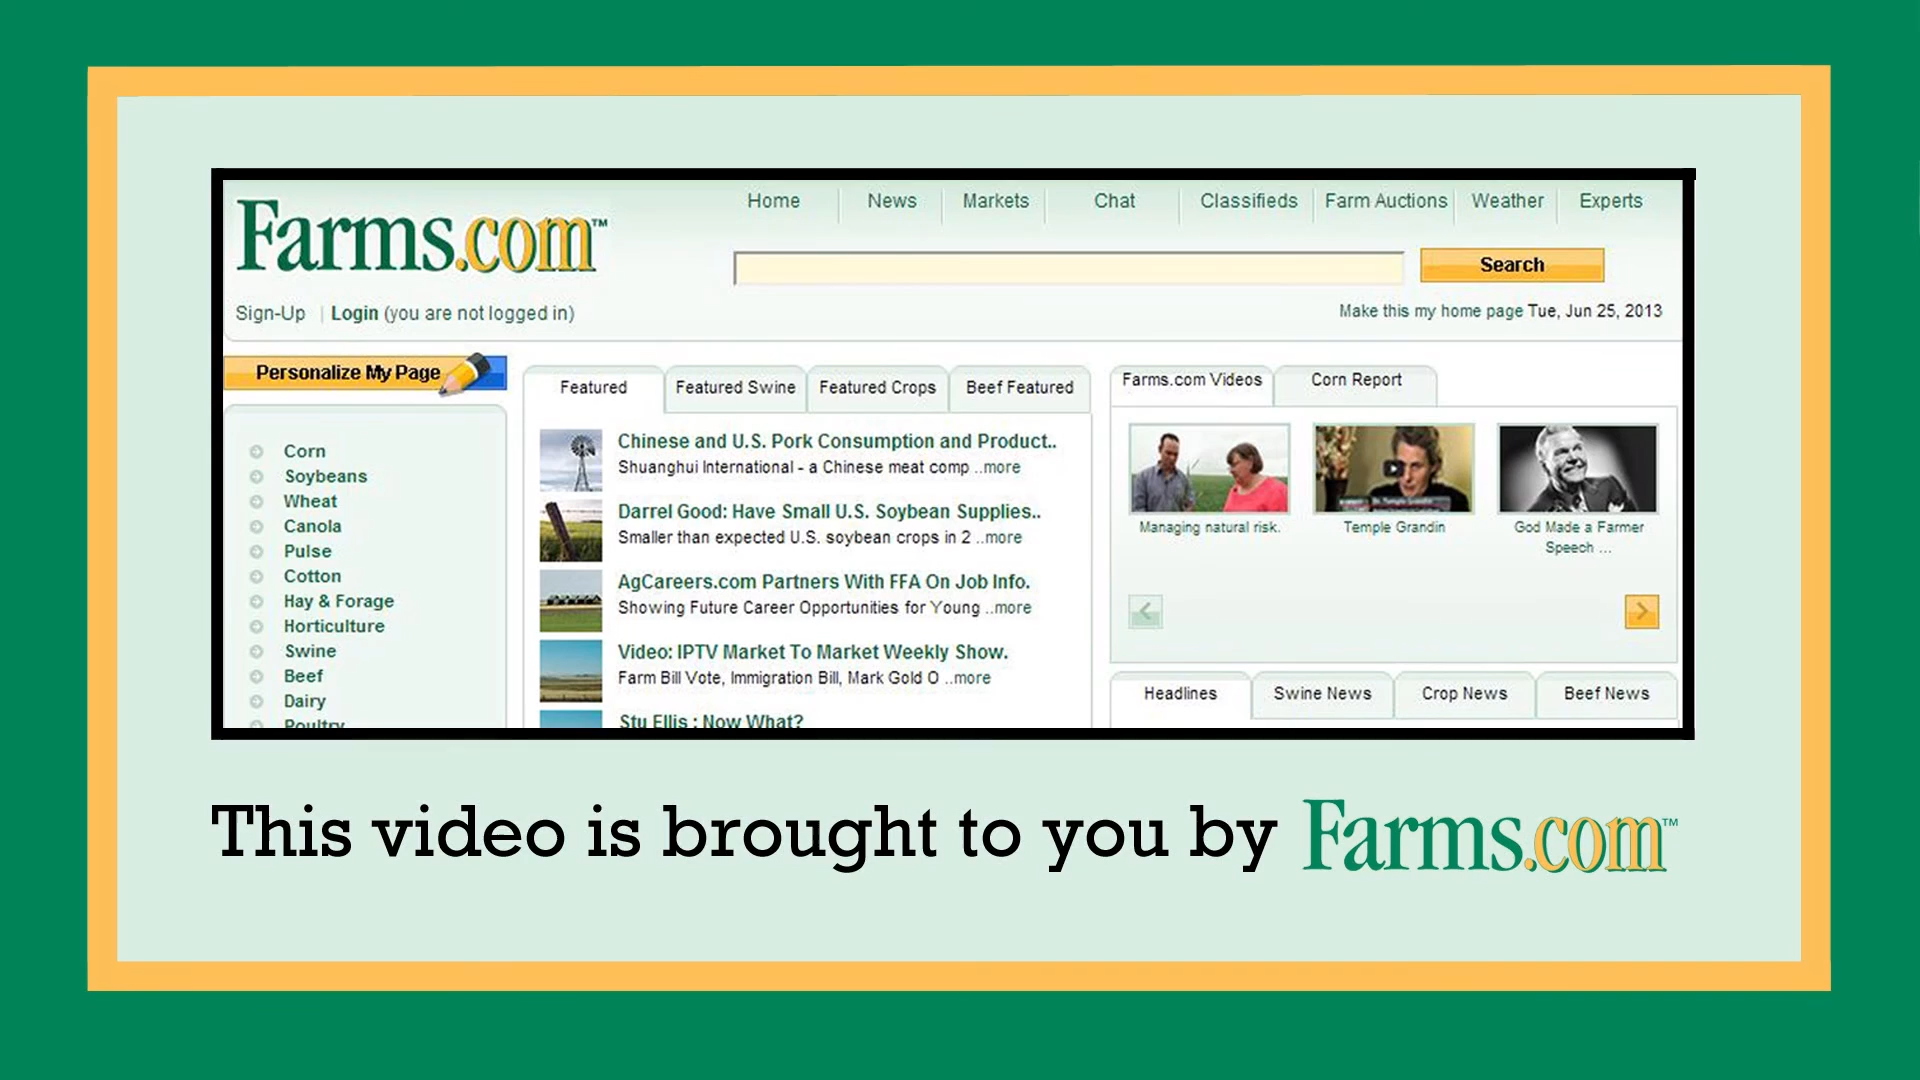 Farms.com™
Home News Markets Chat Classifieds Farm Auctions Weather Experts
Search
Sign-Up | Login (you are not logged in)
Make this my home page Tue, Jun 25, 2013
Personalize My Page
Corn
Soybeans
Wheat
Canola
Pulse
Cotton
Hay & Forage
Horticulture
Swine
Beef
Dairy
Poultry
Featured Featured Swine Featured Crops Beef Featured
Chinese and U.S. Pork Consumption and Product..
Shuanghui International - a Chinese meat comp ..more
Darrel Good: Have Small U.S. Soybean Supplies..
Smaller than expected U.S. soybean crops in 2 ..more
AgCareers.com Partners With FFA On Job Info.
Showing Future Career Opportunities for Young ..more
Video: IPTV Market To Market Weekly Show.
Farm Bill Vote, Immigration Bill, Mark Gold O ..more
Stu Ellis : Now What?
Farms.com Videos Corn Report
Managing natural risk.
Temple Grandin
God Made a Farmer
Speech ...
Headlines Swine News Crop News Beef News
This video is brought to you by Farms.com™